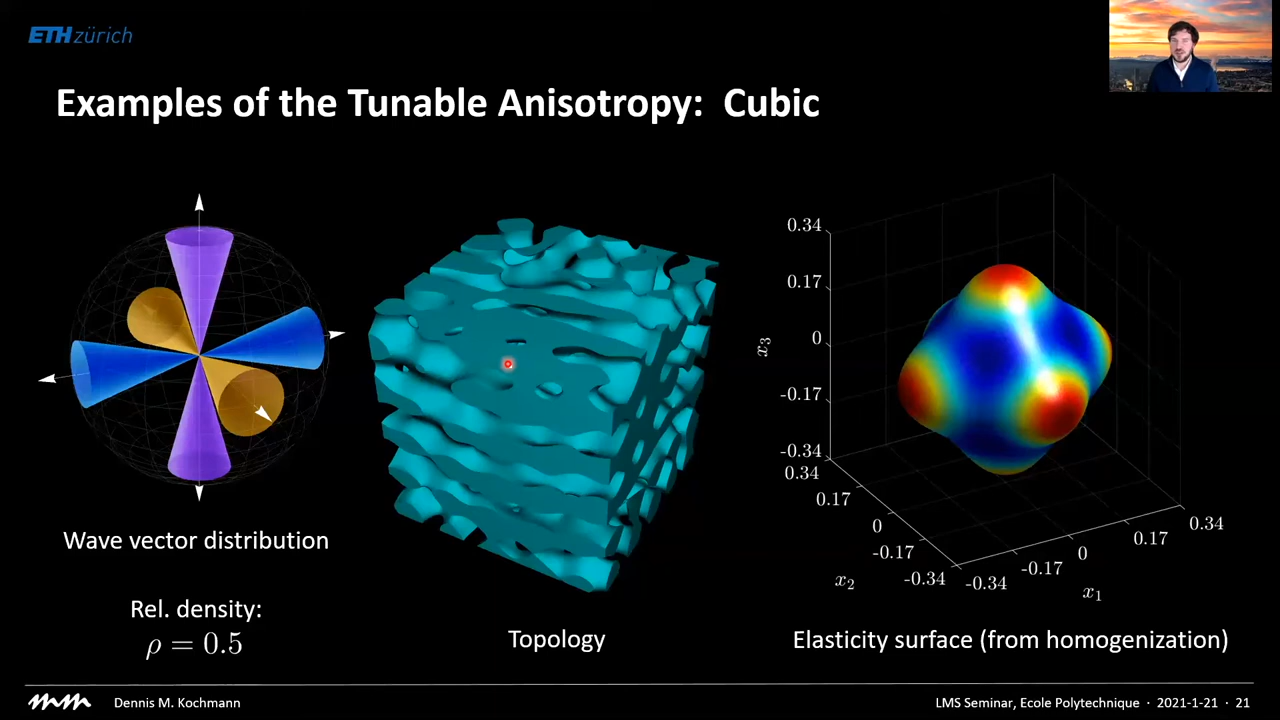 ETH zürich
Examples of the Tunable Anisotropy: Cubic
Wave vector distribution
Rel. density:
ρ = 0.5
Topology
0.34
0.17
0
-0.17
-0.34
x₃
0.34
0.17
0
-0.17
-0.34
x₂
-0.34
-0.17
0
0.17
0.34
x₁
Elasticity surface (from homogenization)
Dennis M. Kochmann
LMS Seminar, Ecole Polytechnique · 2021-1-21 · 21